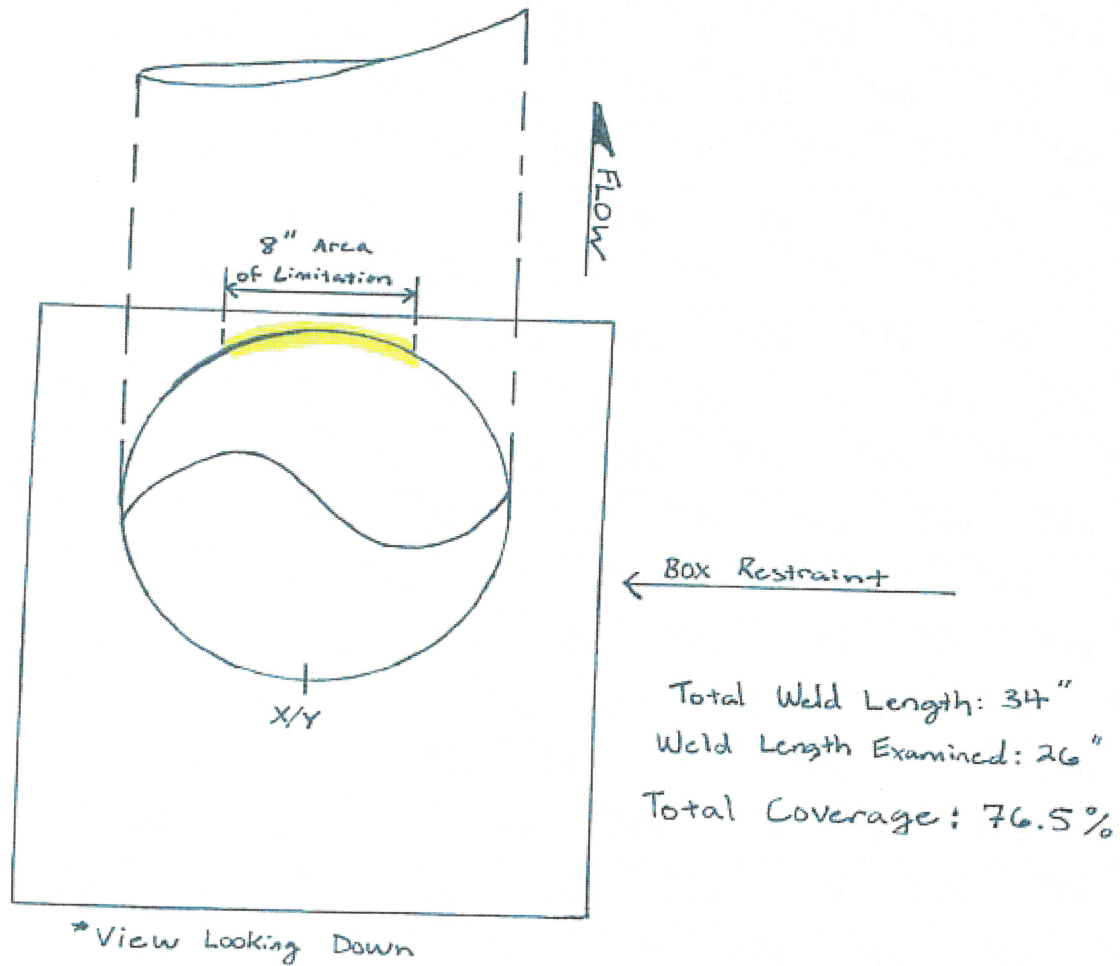 FLOW
8" Area
of Limitation
Box Restraint
X/Y
Total Weld Length: 34"
Weld Length Examined: 26"
Total Coverage: 76.5%
*View Looking Down